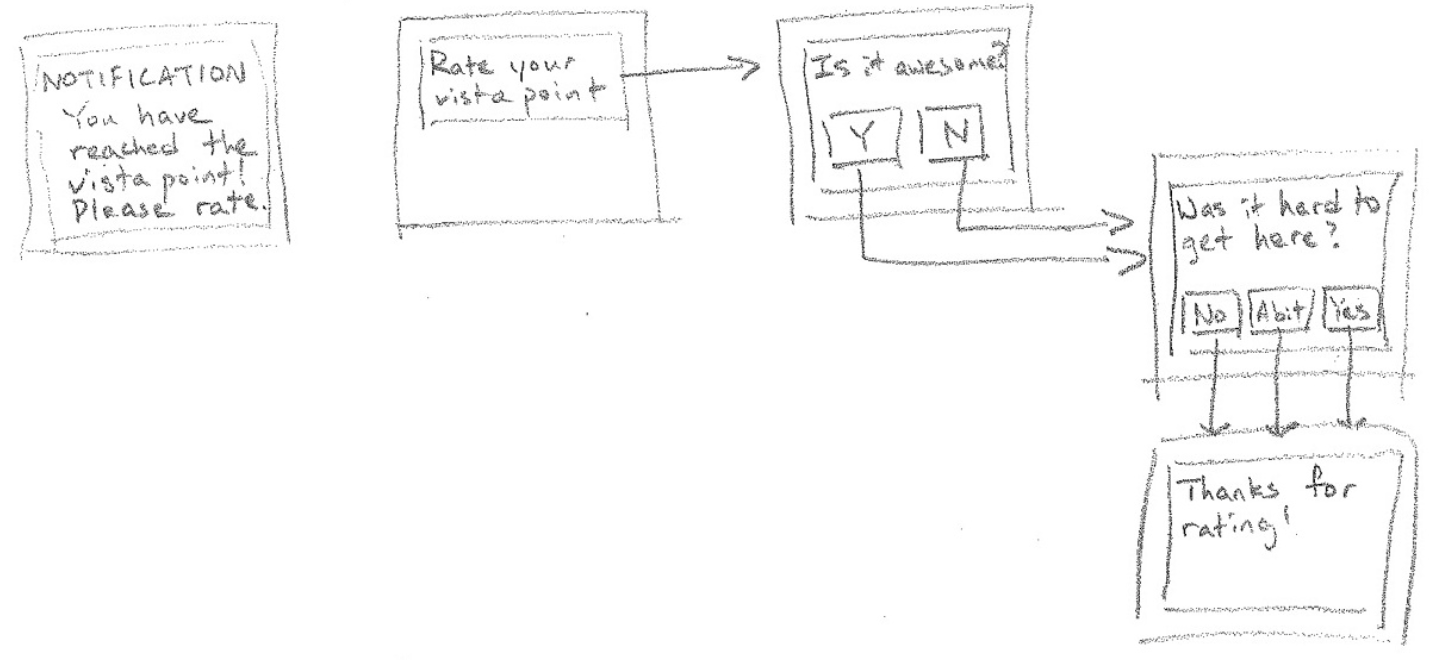 NOTIFICATION
You have
reached the
vista point!
Please rate.
Rate your
vista point
Is it awesome?
Y N
Was it hard to
get here?
No Abit Yes
Thanks for
rating!